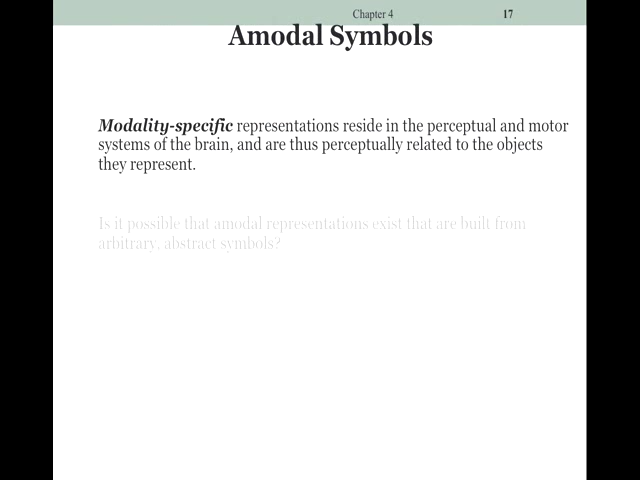 Chapter 4
17
Amodal Symbols
Modality-specific representations reside in the perceptual and motor
systems of the brain, and are thus perceptually related to the objects
they represent.
Is it possible that amodal representations exist that are built from
arbitrary, abstract symbols?